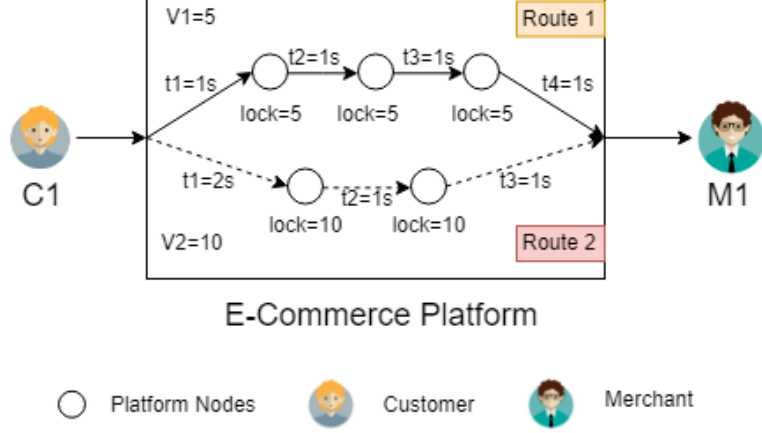 V1=5
Route 1
t1=1s
t2=1s
t3=1s
t4=1s
lock=5
lock=5
lock=5
C1
M1
t1=2s
t2=1s
t3=1s
lock=10
lock=10
V2=10
Route 2
E-Commerce Platform
Platform Nodes
Customer
Merchant